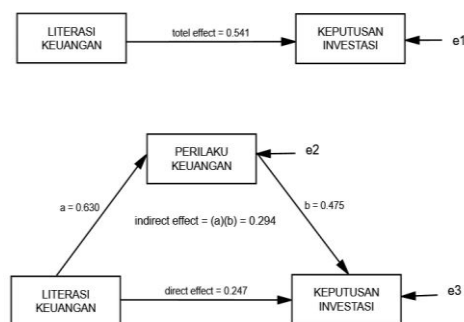 LITERASI
KEUANGAN
total effect = 0.541
KEPUTUSAN
INVESTASI
e1
PERILAKU
KEUANGAN
e2
a = 0.630
b = 0.475
indirect effect = (a)(b) = 0.294
LITERASI
KEUANGAN
direct effect = 0.247
KEPUTUSAN
INVESTASI
e3